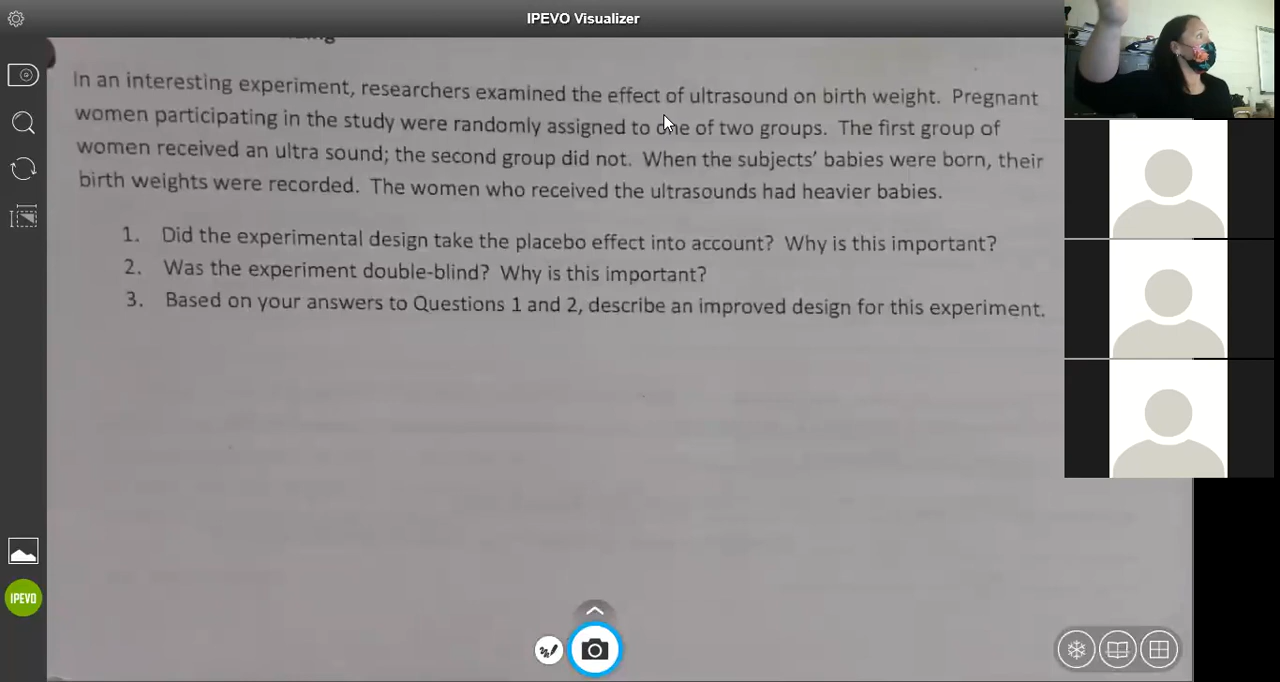 IPEVO Visualizer
In an interesting experiment, researchers examined the effect of ultrasound on birth weight. Pregnant
women participating in the study were randomly assigned to one of two groups. The first group of
women received an ultra sound; the second group did not. When the subjects' babies were born, their
birth weights were recorded. The women who received the ultrasounds had heavier babies.
1. Did the experimental design take the placebo effect into account? Why is this important?
2. Was the experiment double-blind? Why is this important?
3. Based on your answers to Questions 1 and 2, describe an improved design for this experiment.
IPEVO